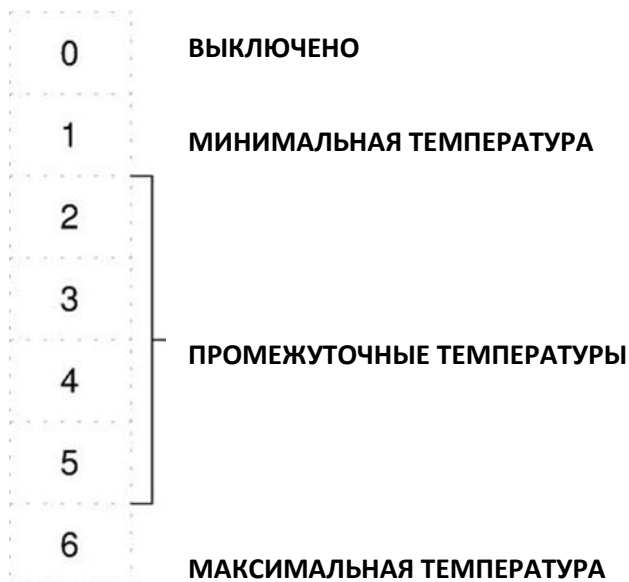 0 ВЫКЛЮЧЕНО
1 МИНИМАЛЬНАЯ ТЕМПЕРАТУРА
2
3
ПРОМЕЖУТОЧНЫЕ ТЕМПЕРАТУРЫ
4
5
6 МАКСИМАЛЬНАЯ ТЕМПЕРАТУРА